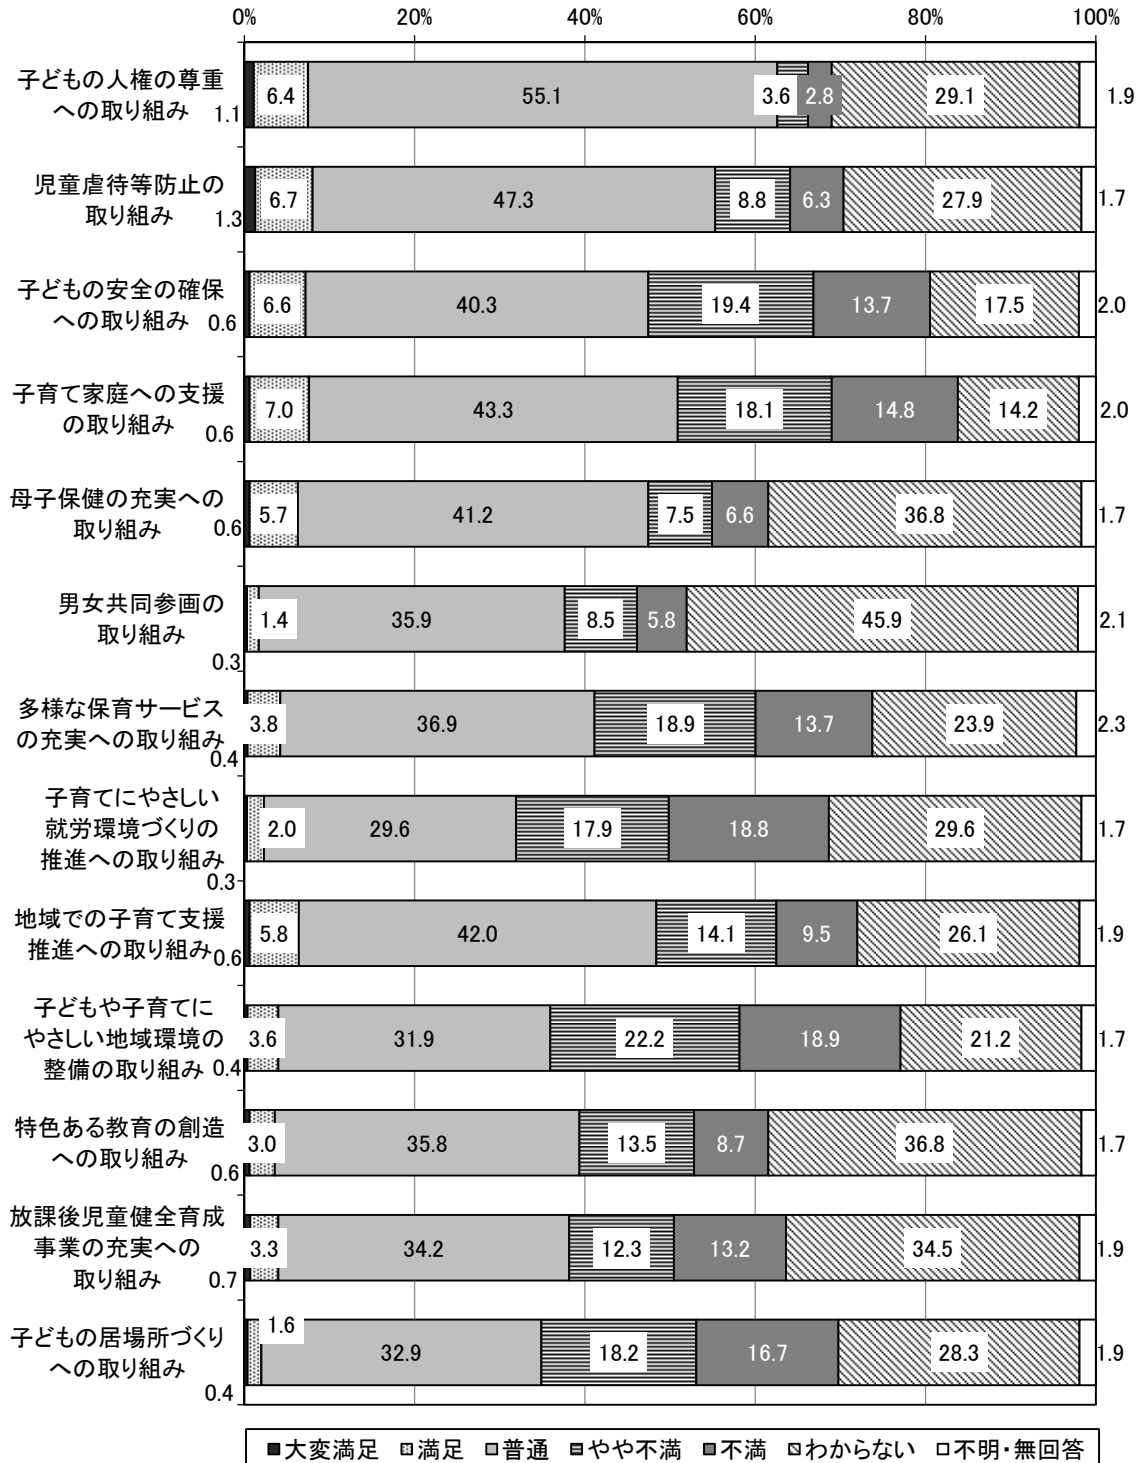 0% 20% 40% 60% 80% 100%
子どもの人権の尊重
への取り組み
1.1 6.4 55.1 3.6 2.8 29.1 1.9
児童虐待等防止の
取り組み
1.3 6.7 47.3 8.8 6.3 27.9 1.7
子どもの安全の確保
への取り組み
0.6 6.6 40.3 19.4 13.7 17.5 2.0
子育て家庭への支援
の取り組み
0.6 7.0 43.3 18.1 14.8 14.2 2.0
母子保健の充実への
取り組み
0.6 5.7 41.2 7.5 6.6 36.8 1.7
男女共同参画の
取り組み
0.3 1.4 35.9 8.5 5.8 45.9 2.1
多様な保育サービス
の充実への取り組み
0.4 3.8 36.9 18.9 13.7 23.9 2.3
子育てにやさしい
就労環境づくりの
推進への取り組み
0.3 2.0 29.6 17.9 18.8 29.6 1.7
地域での子育て支援
推進への取り組み
0.6 5.8 42.0 14.1 9.5 26.1 1.9
子どもや子育てに
やさしい地域環境の
整備の取り組み
0.4 3.6 31.9 22.2 18.9 21.2 1.7
特色ある教育の創造
への取り組み
0.6 3.0 35.8 13.5 8.7 36.8 1.7
放課後児童健全育成
事業の充実への
取り組み
0.7 3.3 34.2 12.3 13.2 34.5 1.9
子どもの居場所づくり
への取り組み
0.4 1.6 32.9 18.2 16.7 28.3 1.9
大変満足 満足 普通 やや不満 不満 わからない 不明・無回答